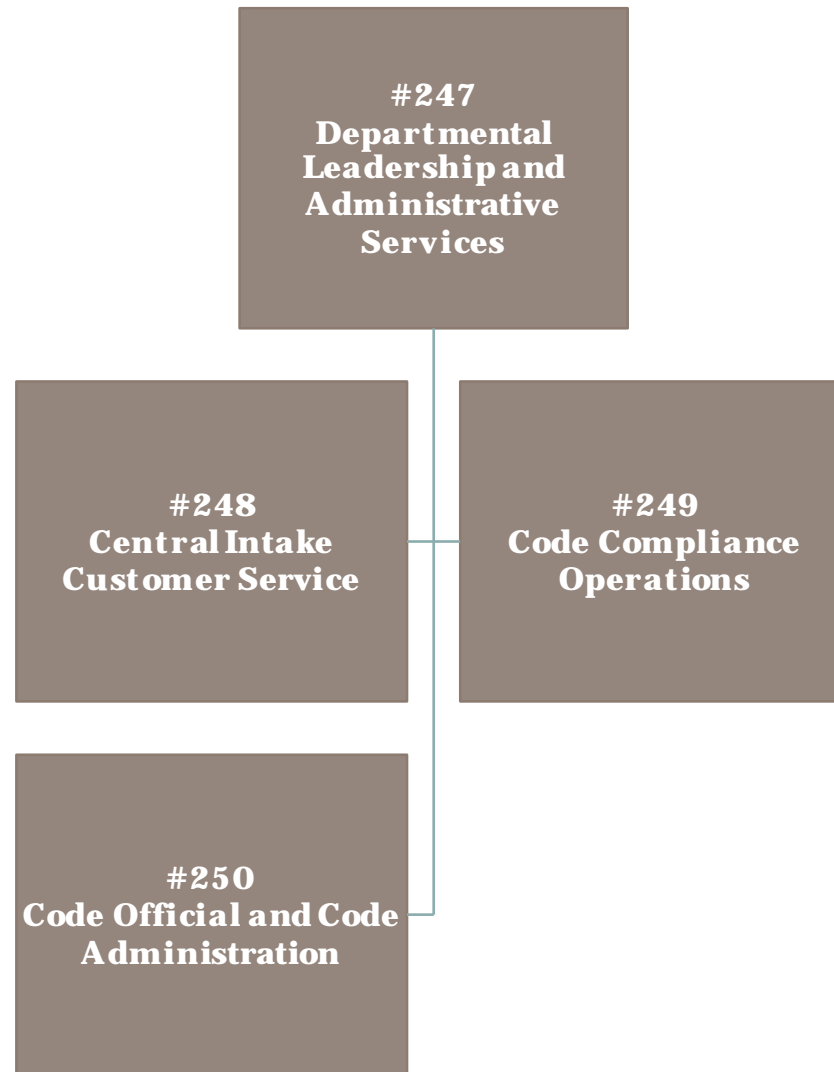 #247
Departmental
Leadership and
Administrative
Services
#248
Central Intake
Customer Service
#249
Code Compliance
Operations
#250
Code Official and Code
Administration